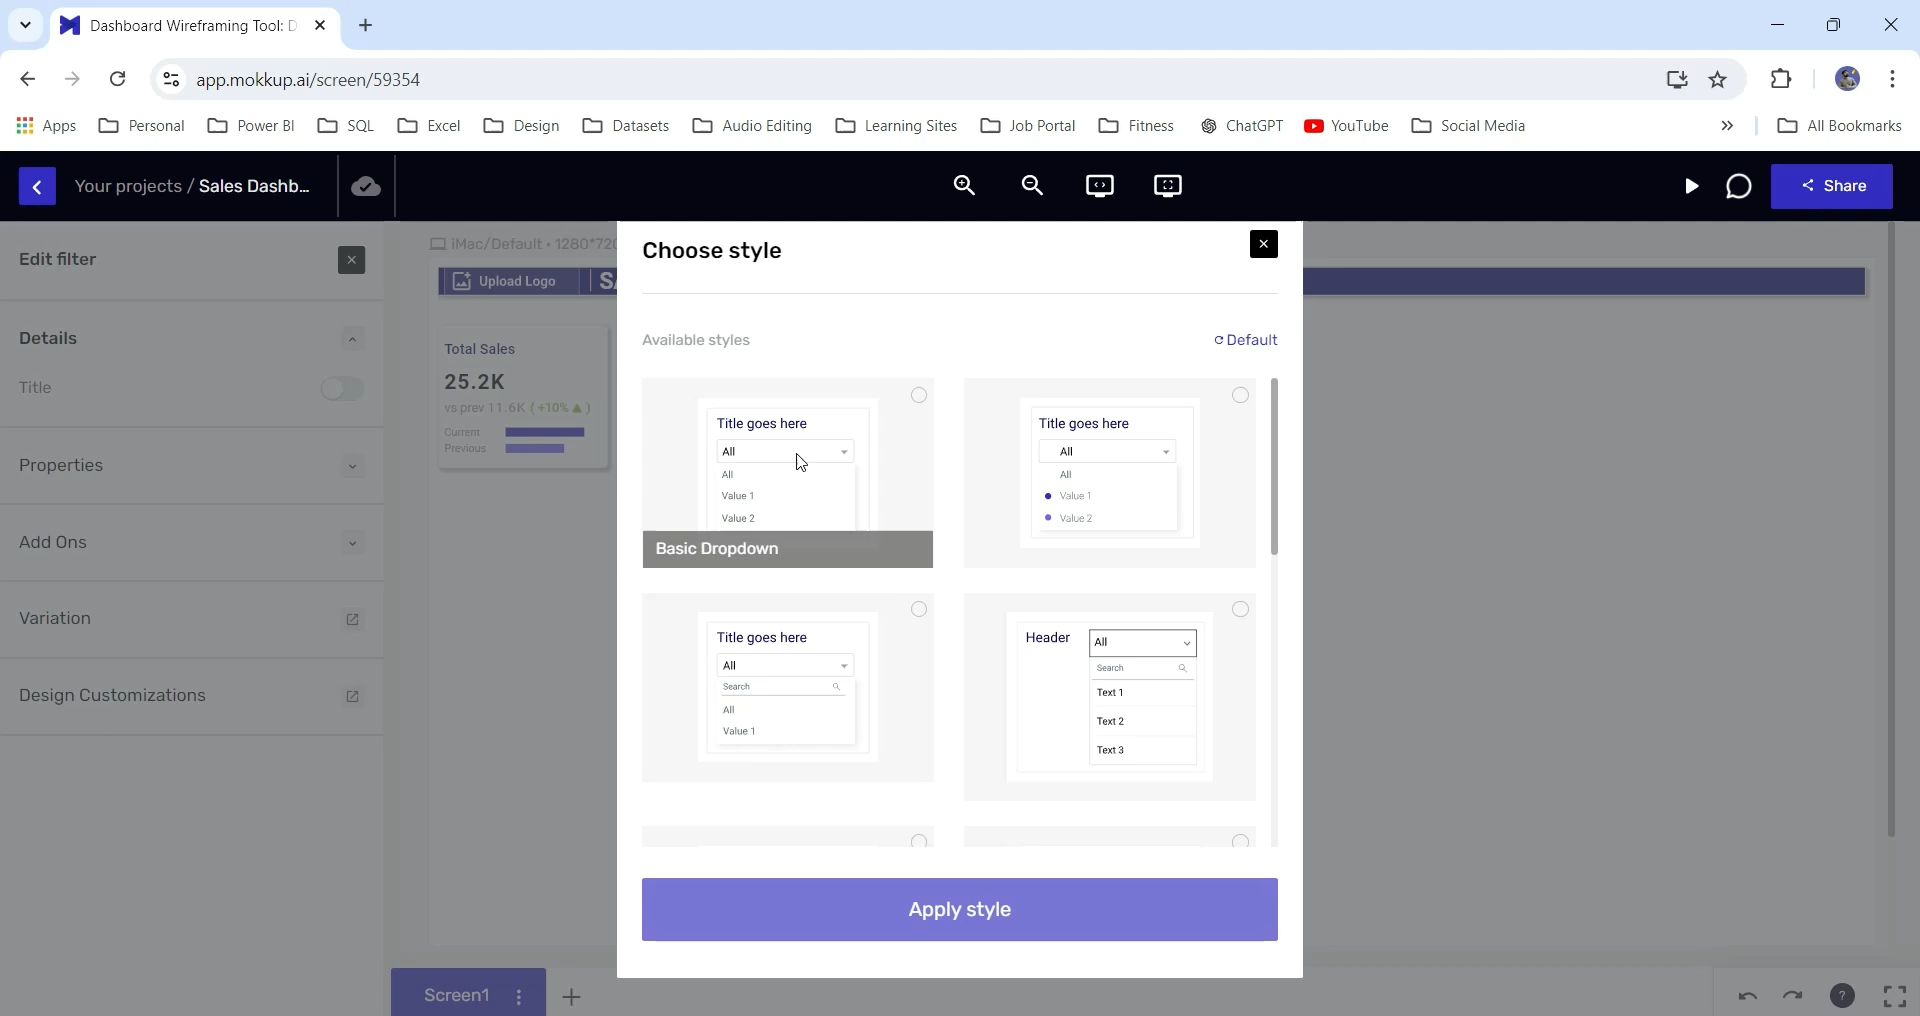 Dashboard Wireframing Tool: D
app.mokkup.ai/screen/59354
Apps Personal Power BI SQL Excel Design Datasets Audio Editing Learning Sites Job Portal Fitness ChatGPT YouTube Social Media » All Bookmarks
Your projects / Sales Dashb...
Share
Edit filter
Details
Title
Properties
Add Ons
Variation
Design Customizations
iMac/Default • 1280*720
Upload Logo
Total Sales
25.2K
vs prev 11.6K ( +10% ▲ )
Current
Previous
Choose style
Available styles
Default
Title goes here
All
All
Value 1
Value 2
Basic Dropdown
Title goes here
All
All
Value 1
Value 2
Title goes here
All
Search
All
Value 1
Header
All
Search
Text 1
Text 2
Text 3
Apply style
Screen1
?